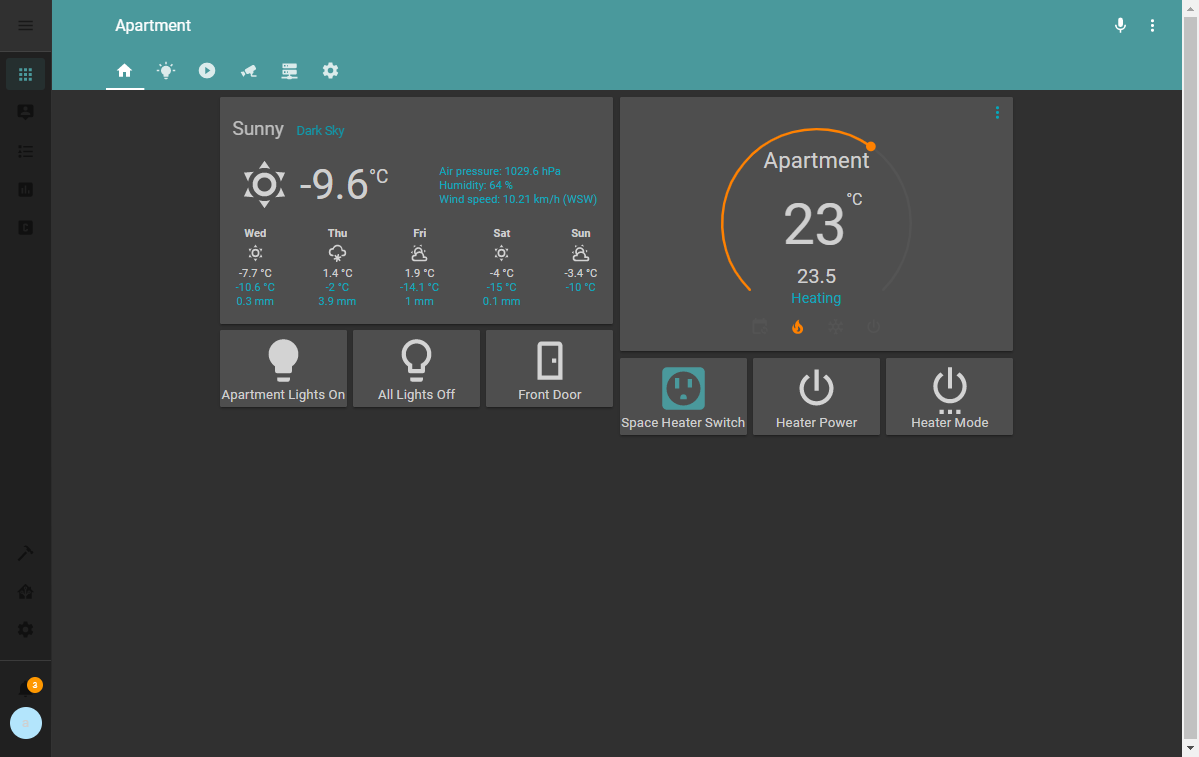 Apartment
Sunny Dark Sky
-9.6 °C
Air pressure: 1029.6 hPa
Humidity: 64 %
Wind speed: 10.21 km/h (WSW)
Wed Thu Fri Sat Sun
-7.7 °C 1.4 °C 1.9 °C -4 °C -3.4 °C
-10.6 °C -2 °C -14.1 °C -15 °C -10 °C
0.3 mm 3.9 mm 1 mm 0.1 mm
Apartment Lights On
All Lights Off
Front Door
Apartment
23 °C
23.5
Heating
Space Heater Switch
Heater Power
Heater Mode
3